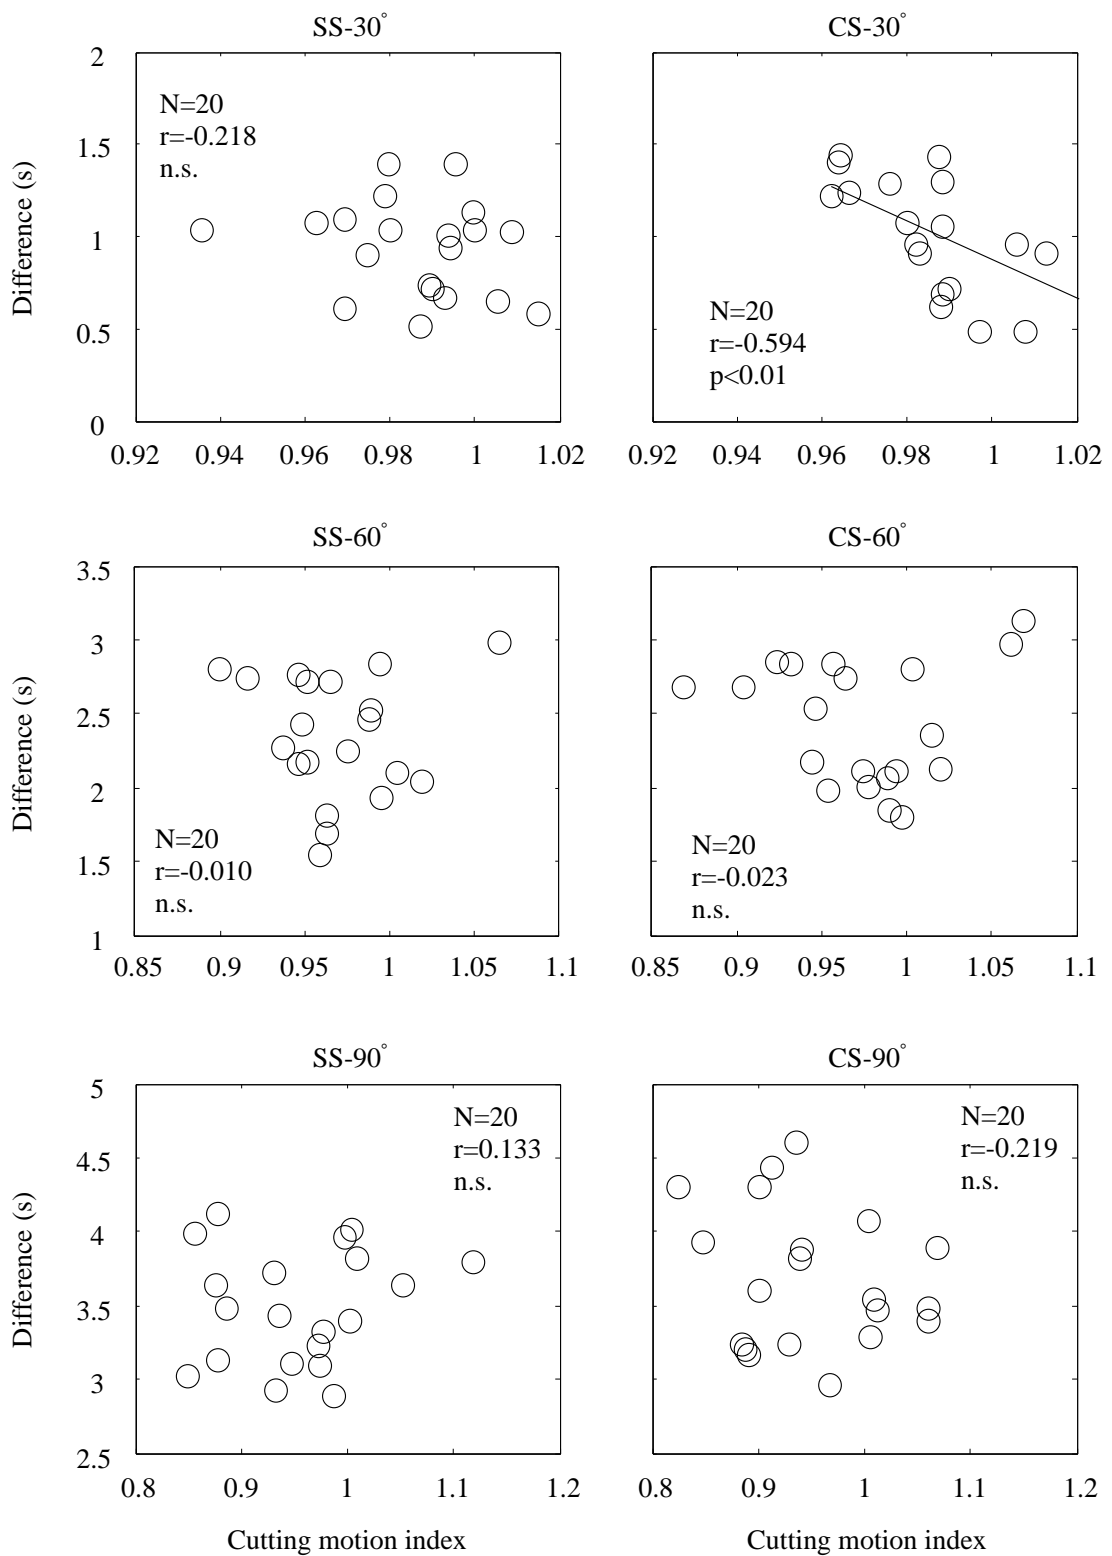 SS-30°
CS-30°
Difference (s)
2
1.5
1
0.5
0
N=20
r=-0.218
n.s.
N=20
r=-0.594
p<0.01
0.92 0.94 0.96 0.98 1 1.02
0.92 0.94 0.96 0.98 1 1.02
SS-60°
CS-60°
Difference (s)
3.5
3
2.5
2
1.5
1
N=20
r=-0.010
n.s.
N=20
r=-0.023
n.s.
0.85 0.9 0.95 1 1.05 1.1
0.85 0.9 0.95 1 1.05 1.1
SS-90°
CS-90°
Difference (s)
5
4.5
4
3.5
3
2.5
N=20
r=0.133
n.s.
N=20
r=-0.219
n.s.
0.8 0.9 1 1.1 1.2
0.8 0.9 1 1.1 1.2
Cutting motion index
Cutting motion index